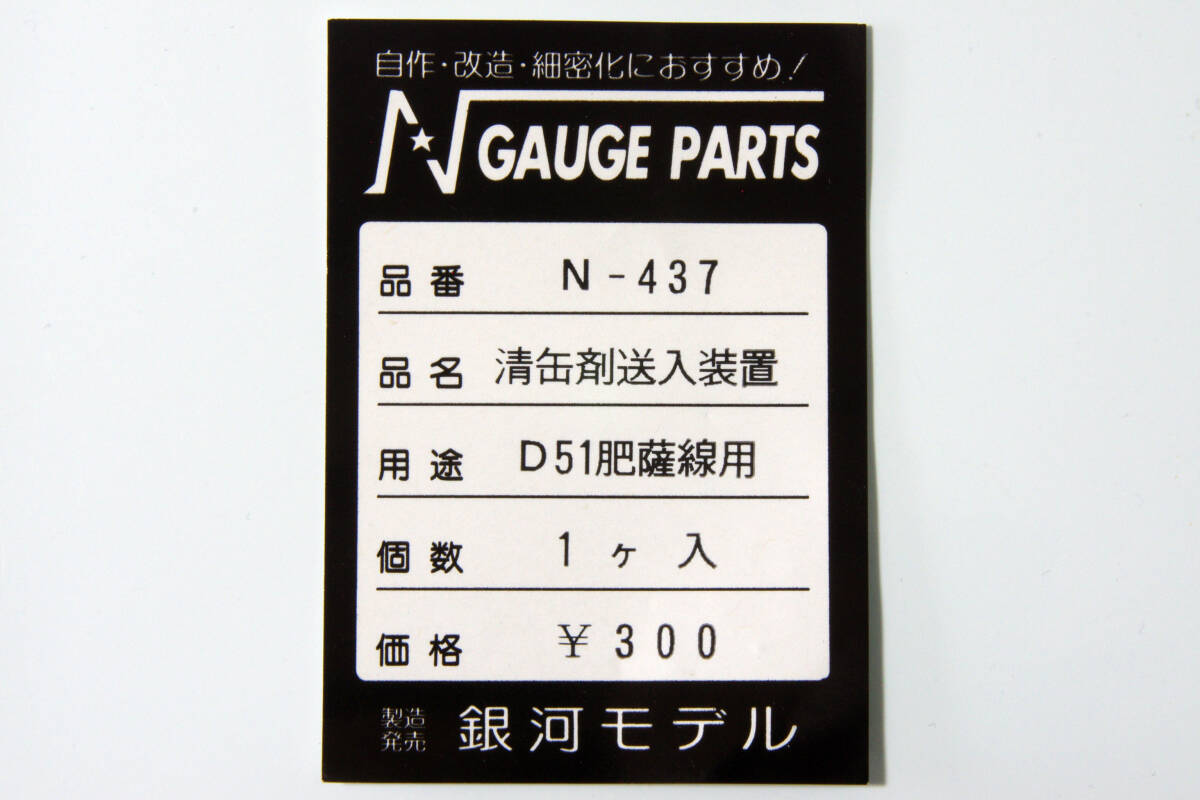 自作・改造・細密化におすすめ!
N GAUGE PARTS
品番 N-437
品名 清缶剤送入装置
用途 D51肥薩線用
個数 1ヶ入
価格 ¥300
製造発売 銀河モデル